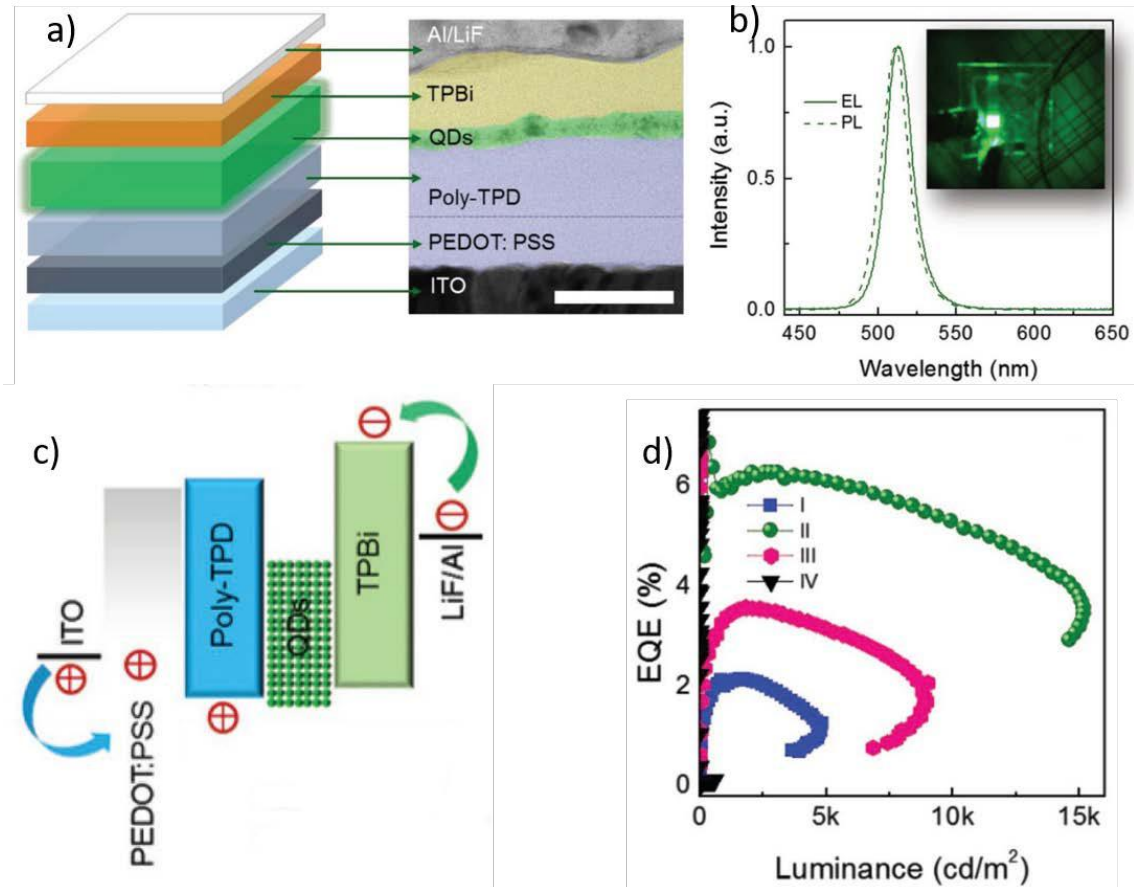 a)
Al/LiF
TPBi
QDs
Poly-TPD
PEDOT: PSS
ITO
b)
1.0
0.5
0.0
Intensity (a.u.)
EL
PL
450
500
550
600
650
Wavelength (nm)
c)
ITO
PEDOT:PSS
Poly-TPD
QDs
TPBi
LiF/Al
d)
6
4
2
0
EQE (%)
I
II
III
IV
0
5k
10k
15k
Luminance (cd/m²)